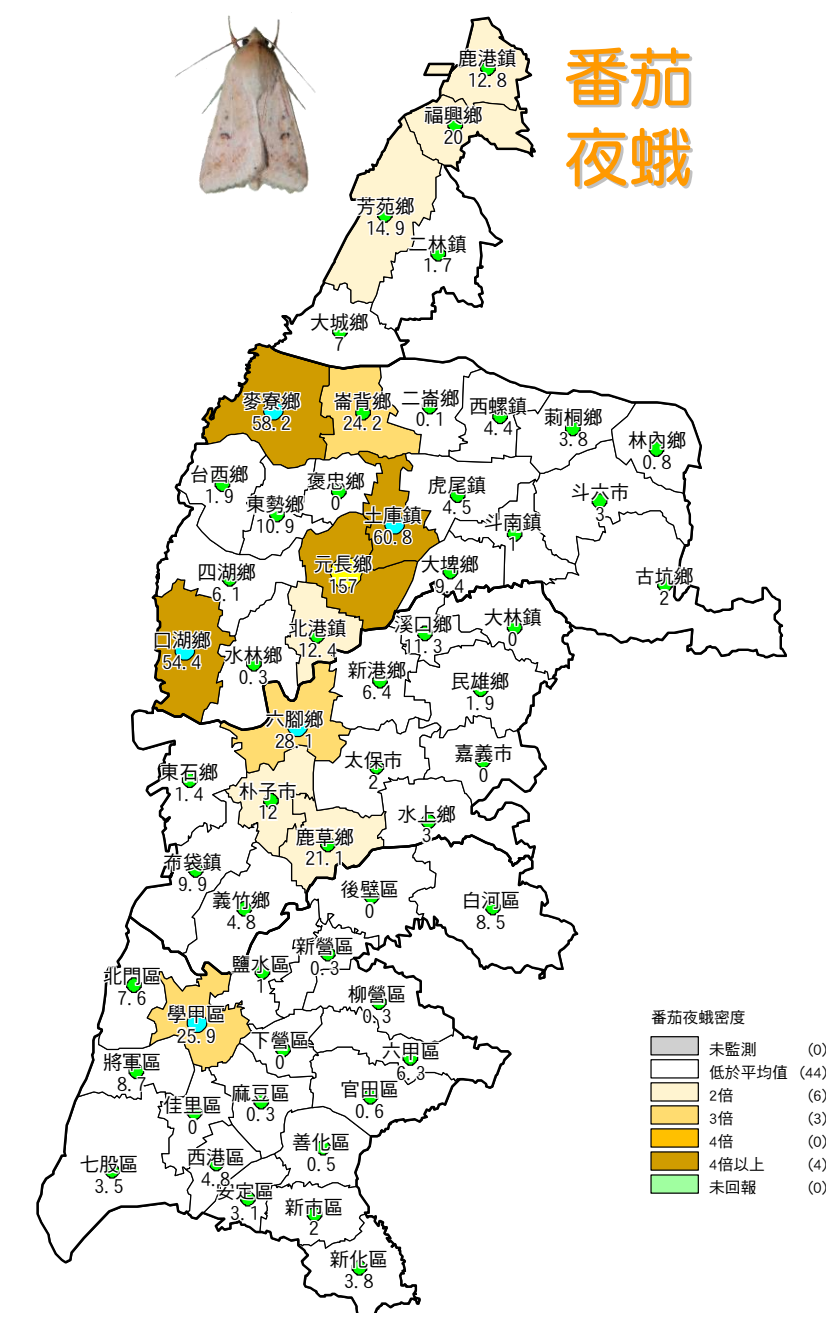 番茄
夜蛾
鹿港鎮
12.8
福興鄉
20
芳苑鄉
14.9
二林鎮
1.7
大城鄉
7
麥寮鄉
58.2
崙背鄉
24.2
二崙鄉
0.1
西螺鎮
4.4
莿桐鄉
3.8
林內鄉
0.8
台西鄉
1.9
東勢鄉
10.9
褒忠鄉
0
土庫鎮
60.8
虎尾鎮
4.5
斗南鎮
1
斗六市
3
四湖鄉
6.1
元長鄉
157
大埤鄉
9.4
古坑鄉
2
口湖鄉
54.4
水林鄉
0.3
北港鎮
12.4
溪口鄉
11.3
大林鎮
0
新港鄉
6.4
民雄鄉
1.9
六腳鄉
28.1
東石鄉
1.4
朴子市
12
太保市
2
嘉義市
0
鹿草鄉
21.1
水上鄉
3
布袋鎮
9.9
義竹鄉
4.8
後壁區
0
白河區
8.5
北門區
7.6
鹽水區
1
新營區
0.3
柳營區
0.3
學甲區
25.9
下營區
0
六甲區
6.3
將軍區
8.7
佳里區
0
麻豆區
0.3
官田區
0.6
七股區
3.5
西港區
4.8
善化區
0.5
安定區
3.1
新市區
2
新化區
3.8
番茄夜蛾密度
未監測 (0)
低於平均值 (44)
2倍 (6)
3倍 (3)
4倍 (0)
4倍以上 (4)
未回報 (0)